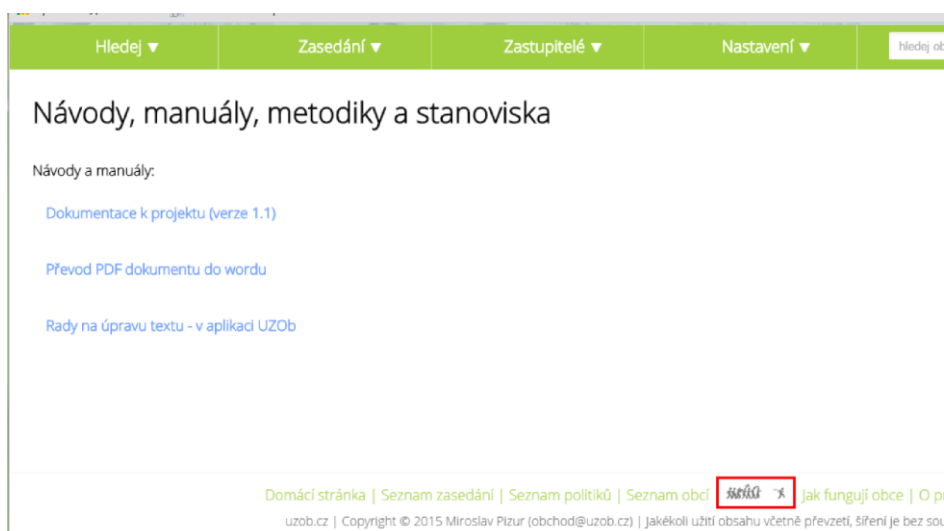 Hledej ▼ Zasedání ▼ Zastupitelé ▼ Nastavení ▼ hledej
Návody, manuály, metodiky a stanoviska
Návody a manuály:
Dokumentace k projektu (verze 1.1)
Převod PDF dokumentu do wordu
Rady na úpravu textu - v aplikaci UZOb
Domácí stránka | Seznam zasedání | Seznam politiků | Seznam obcí Jak fungují obce | O
uzob.cz | Copyright © 2015 Miroslav Pizur (obchod@uzob.cz) | Jakékoli užití obsahu včetně převzetí, šíření je bez